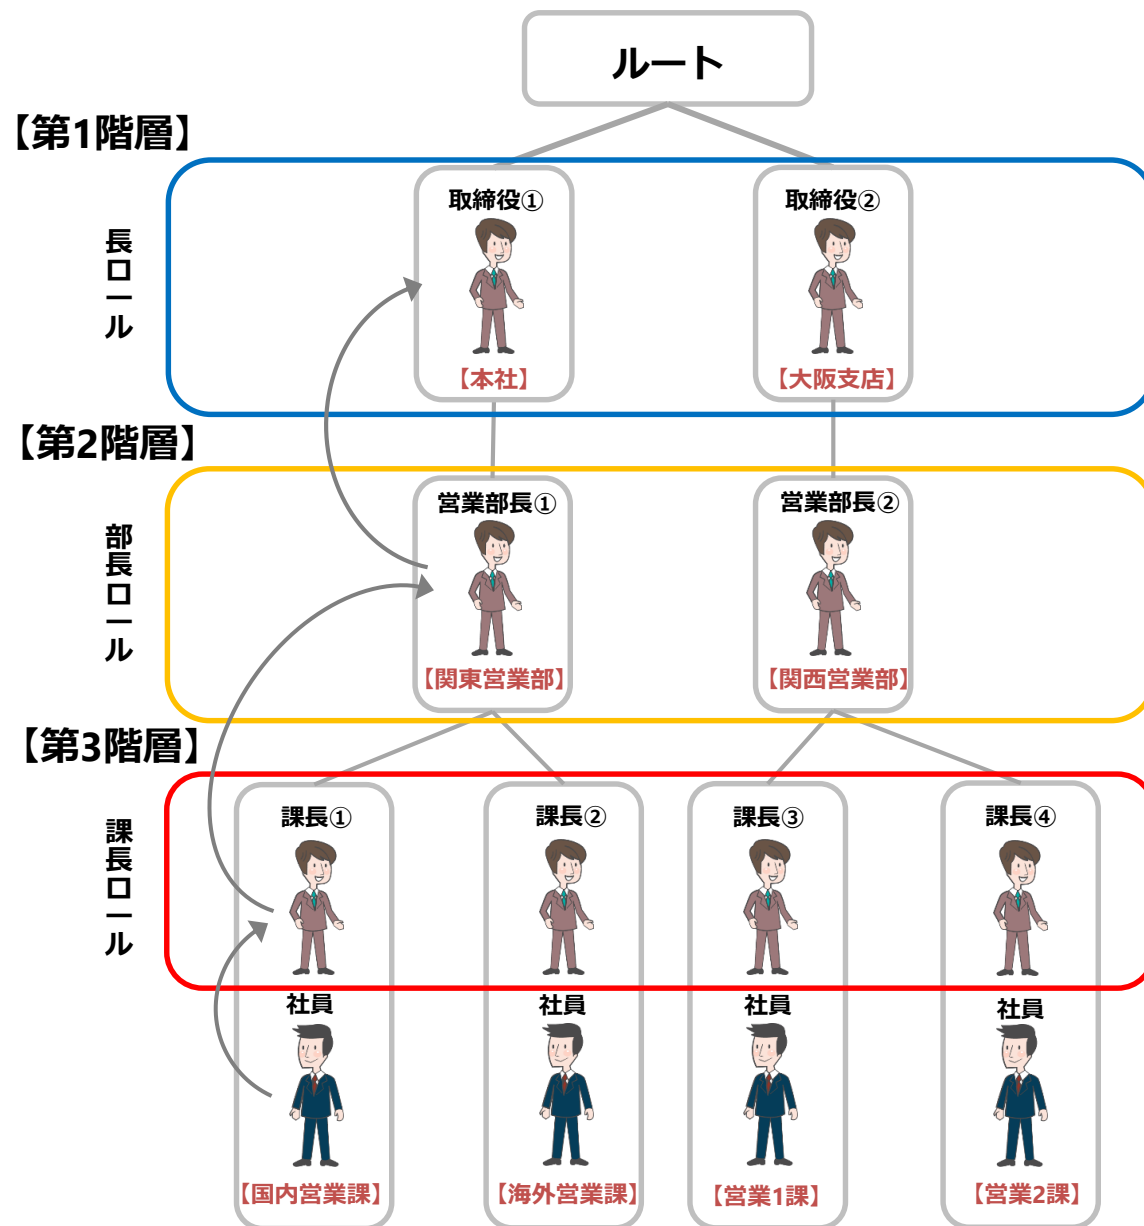 ルート
【第1階層】
長ロール
取締役①
取締役②
【本社】
【大阪支店】
【第2階層】
部長ロール
営業部長①
営業部長②
【関東営業部】
【関西営業部】
【第3階層】
課長ロール
課長①
課長②
課長③
課長④
社員
社員
社員
社員
【国内営業課】
【海外営業課】
【営業1課】
【営業2課】